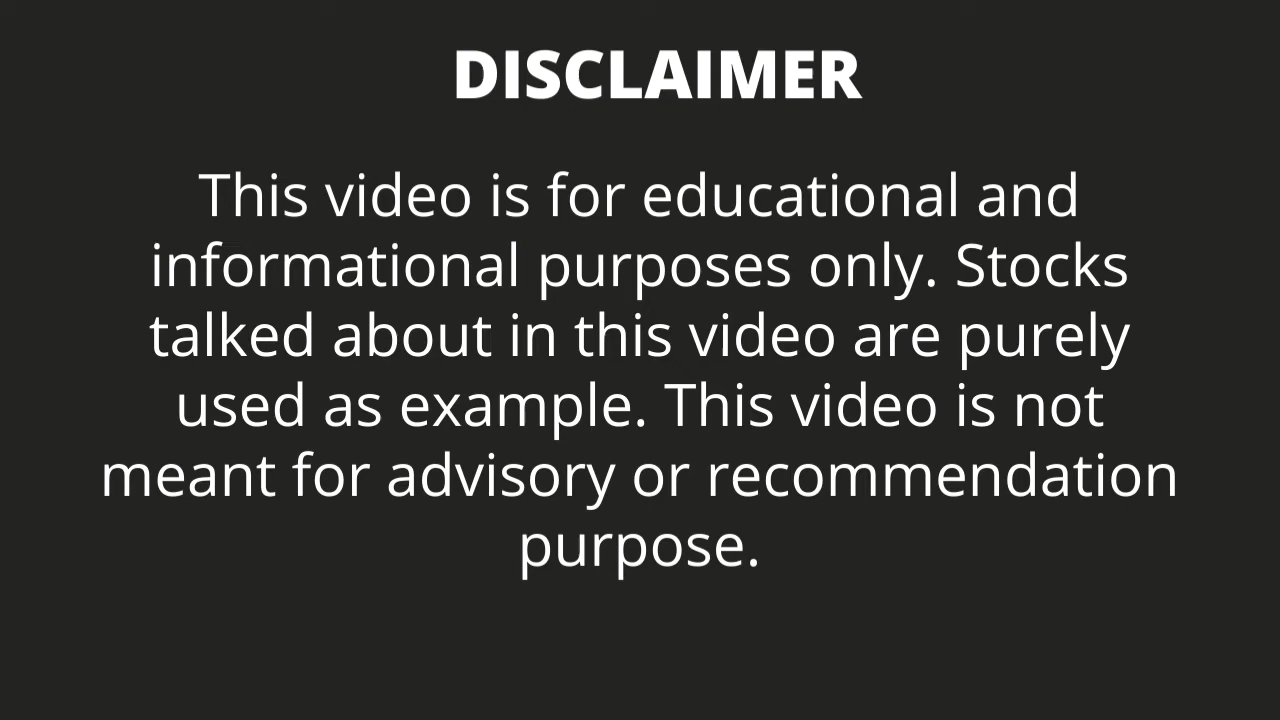 DISCLAIMER
This video is for educational and
informational purposes only. Stocks
talked about in this video are purely
used as example. This video is not
meant for advisory or recommendation
purpose.